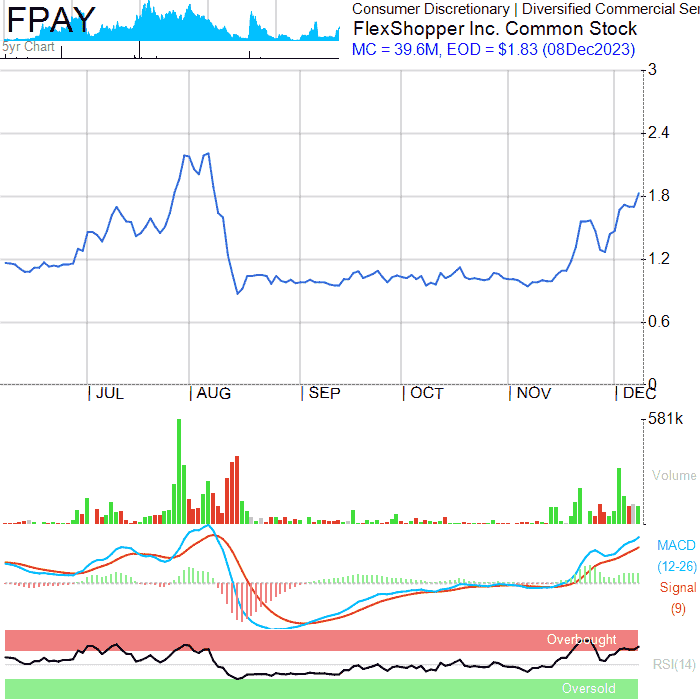 FPAY
5yr Chart
Consumer Discretionary | Diversified Commercial Ser
FlexShopper Inc. Common Stock
MC = 39.6M, EOD = $1.83 (08Dec2023)
3
2.4
1.8
1.2
0.6
0
JUL AUG SEP OCT NOV DEC
581k
Volume
MACD
(12-26)
Signal
(9)
Overbought
RSI(14)
Oversold